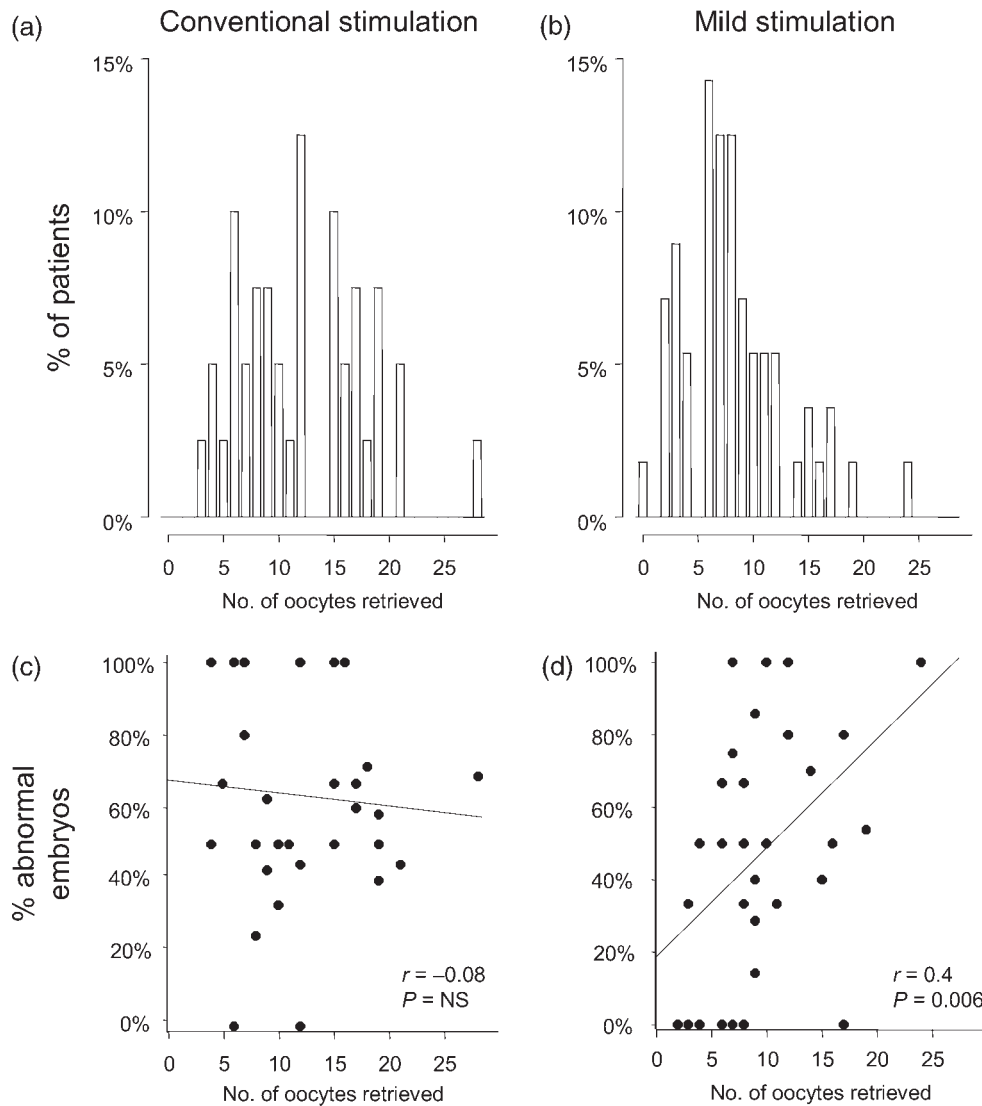 (a) Conventional stimulation
(b) Mild stimulation
% of patients
15%
10%
5%
0%
0 5 10 15 20 25
No. of oocytes retrieved
15%
10%
5%
0%
0 5 10 15 20 25
No. of oocytes retrieved
% abnormal
embryos
(c)
100%
80%
60%
40%
20%
0%
r = –0.08
P = NS
0 5 10 15 20 25
No. of oocytes retrieved
(d)
100%
80%
60%
40%
20%
0%
r = 0.4
P = 0.006
0 5 10 15 20 25
No. of oocytes retrieved